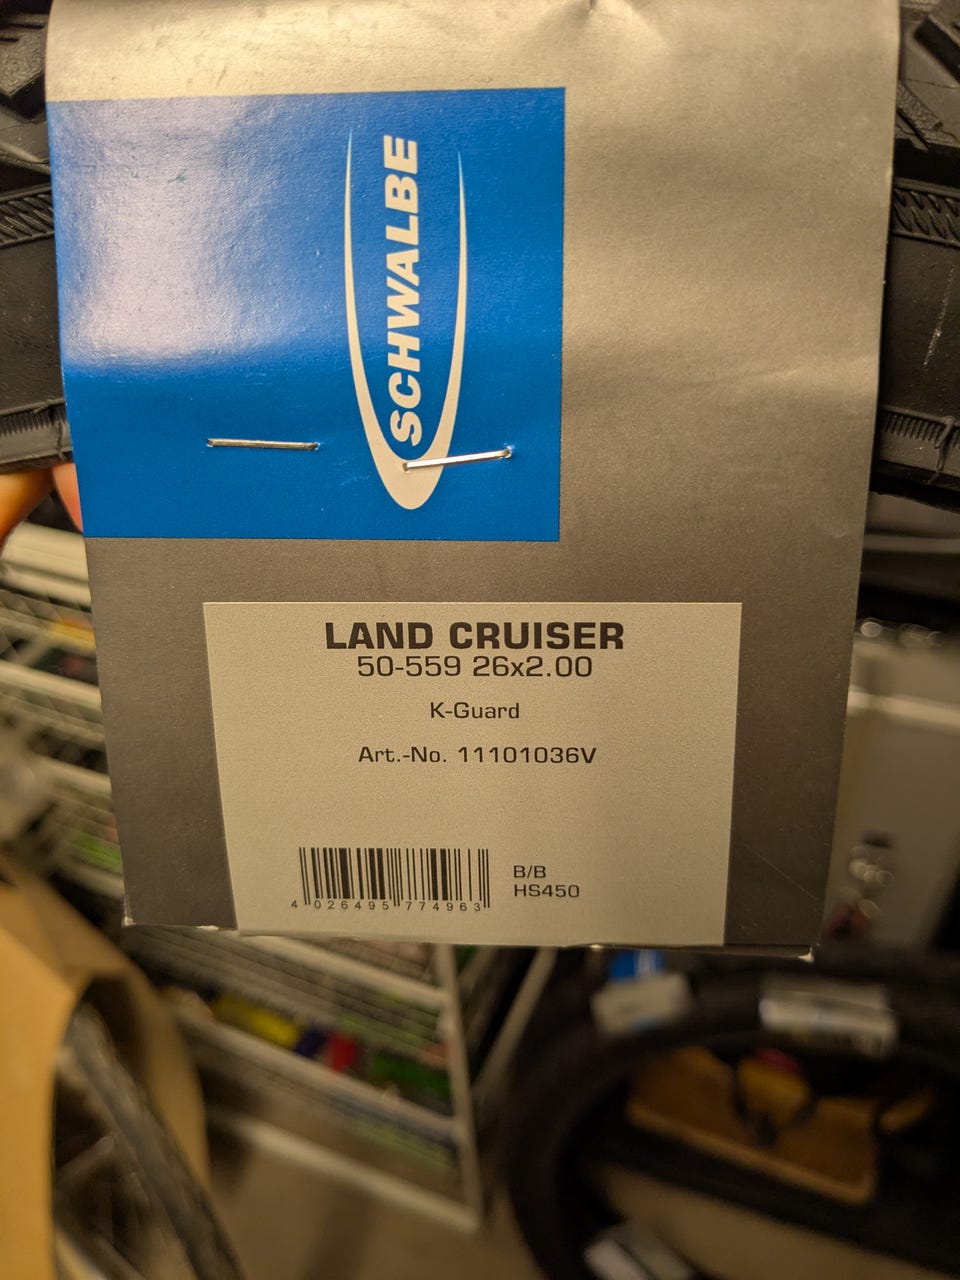 SCHWALBE
LAND CRUISER
50-559 26x2.00
K-Guard
Art.-No. 11101036V
B/B
HS450
4 026495 774963